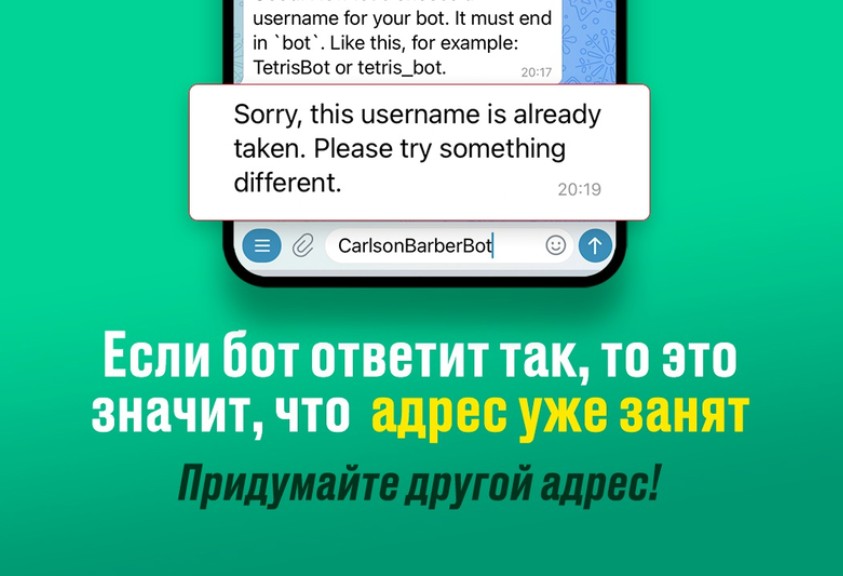 username for your bot. It must end
in `bot`. Like this, for example:
TetrisBot or tetris_bot.
20:17
Sorry, this username is already
taken. Please try something
different.
20:19
CarlsonBarberBot
Если бот ответит так, то это
значит, что адрес уже занят
Придумайте другой адрес!